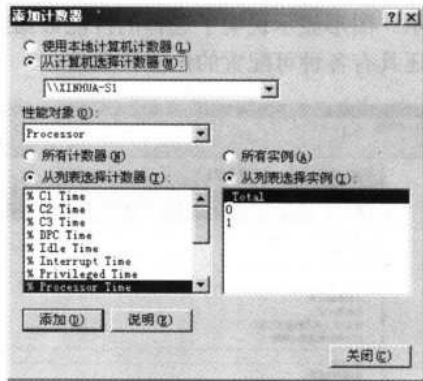 添加计数器
使用本地计算机计数器(L)
从计算机选择计数器(M):
\\XINHUA-S1
性能对象(O):
Processor
所有计数器(N) 所有实例(A)
从列表选择计数器(T): 从列表选择实例(I):
% C1 Time _Total
% C2 Time 0
% C3 Time 1
% DPC Time
% Idle Time
% Interrupt Time
% Privileged Time
% Processor Time
添加(D) 说明(E)
关闭(C)